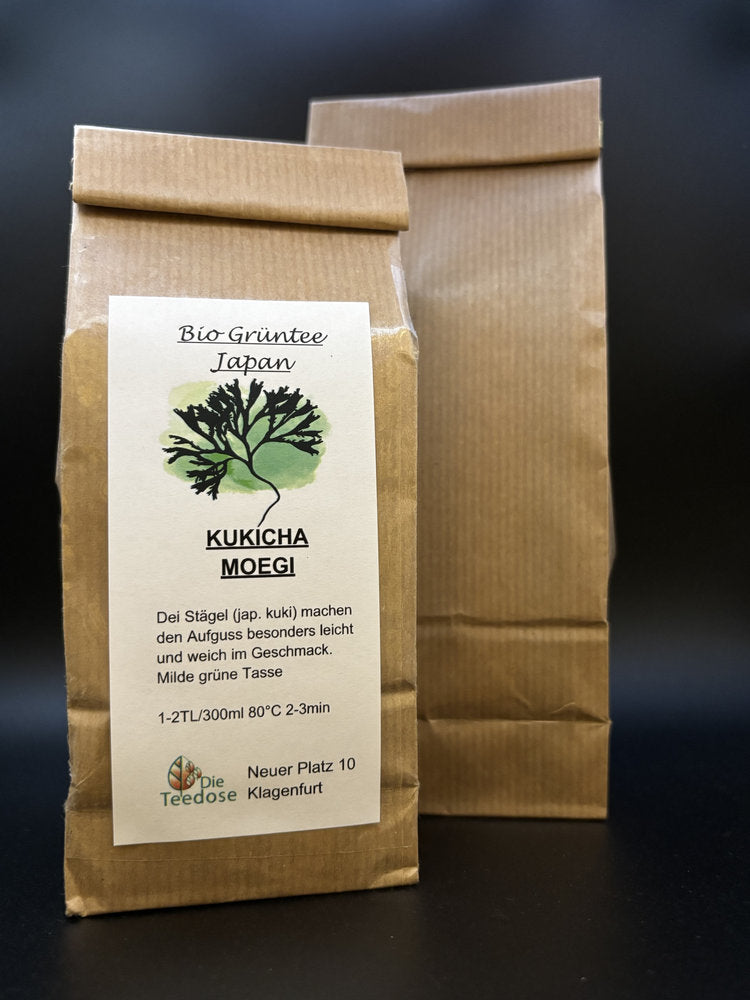 Bio Grüntee
Japan
KUKICHA
MOEGI
Dei Stägel (jap. kuki) machen
den Aufguss besonders leicht
und weich im Geschmack.
Milde grüne Tasse
1-2TL/300ml 80°C 2-3min
Die
Teedose
Neuer Platz 10
Klagenfurt